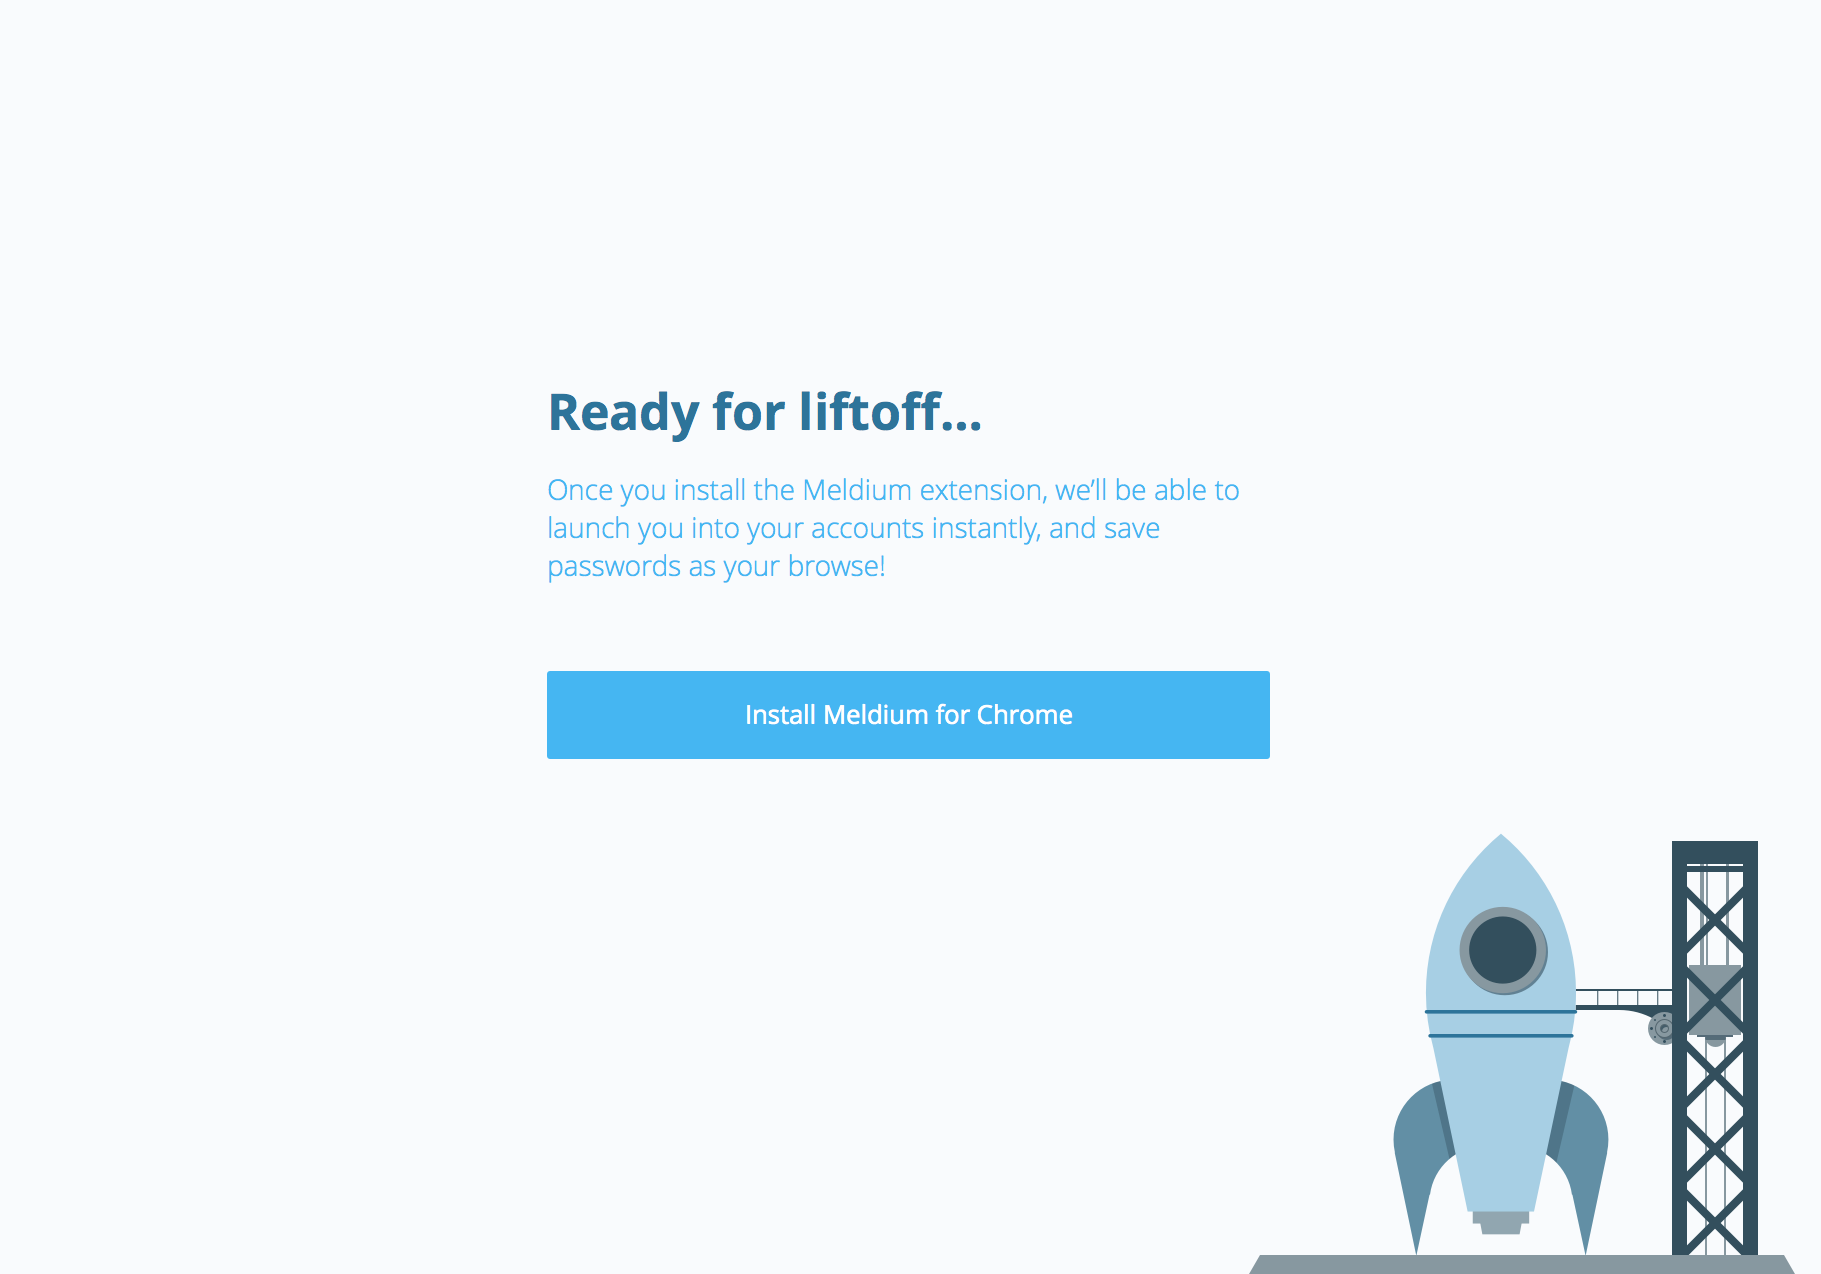 Ready for liftoff...
Once you install the Meldium extension, we’ll be able to
launch you into your accounts instantly, and save
passwords as your browse!
Install Meldium for Chrome